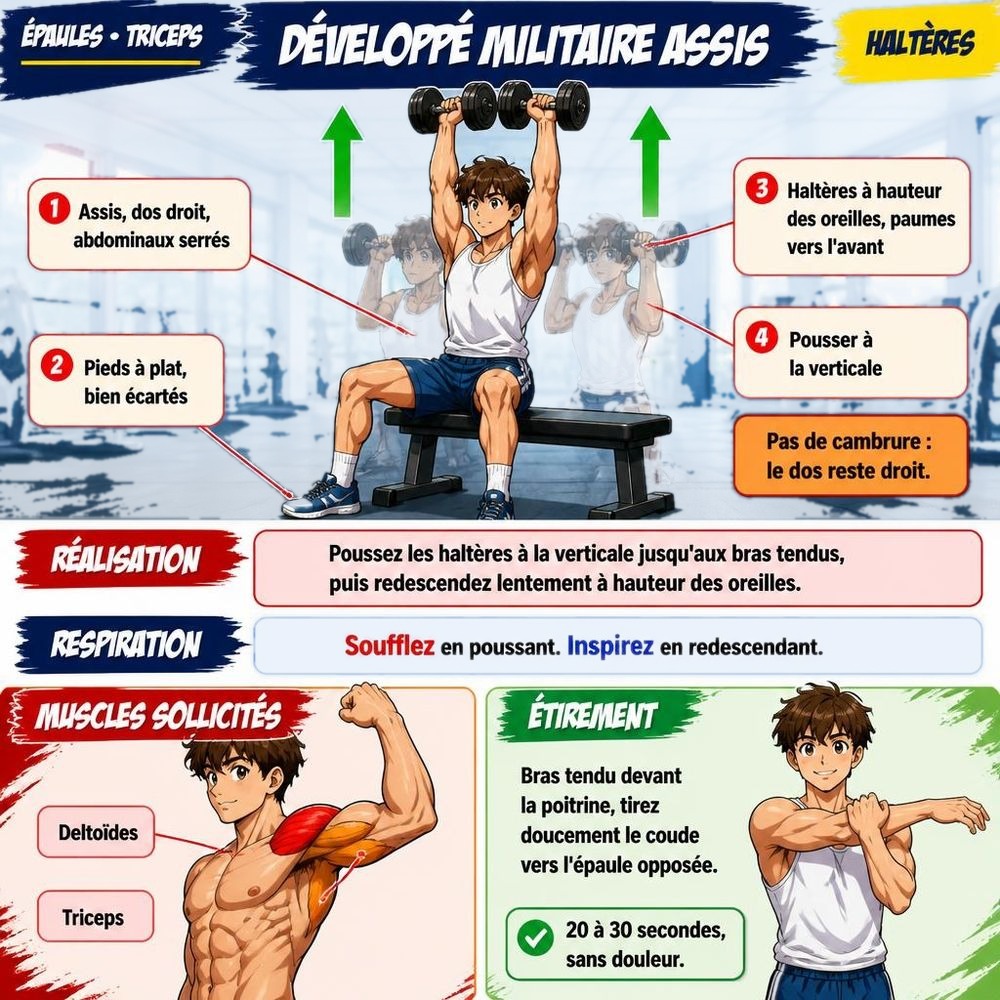 ÉPAULES • TRICEPS
DÉVELOPPÉ MILITAIRE ASSIS
HALTÈRES
1 Assis, dos droit,
abdominaux serrés
2 Pieds à plat,
bien écartés
3 Haltères à hauteur
des oreilles, paumes
vers l'avant
4 Pousser à
la verticale
Pas de cambrure :
le dos reste droit.
RÉALISATION
Poussez les haltères à la verticale jusqu'aux bras tendus,
puis redescendez lentement à hauteur des oreilles.
RESPIRATION
Soufflez en poussant. Inspirez en redescendant.
MUSCLES SOLLICITÉS
Deltoïdes
Triceps
ÉTIREMENT
Bras tendu devant
la poitrine, tirez
doucement le coude
vers l'épaule opposée.
20 à 30 secondes,
sans douleur.